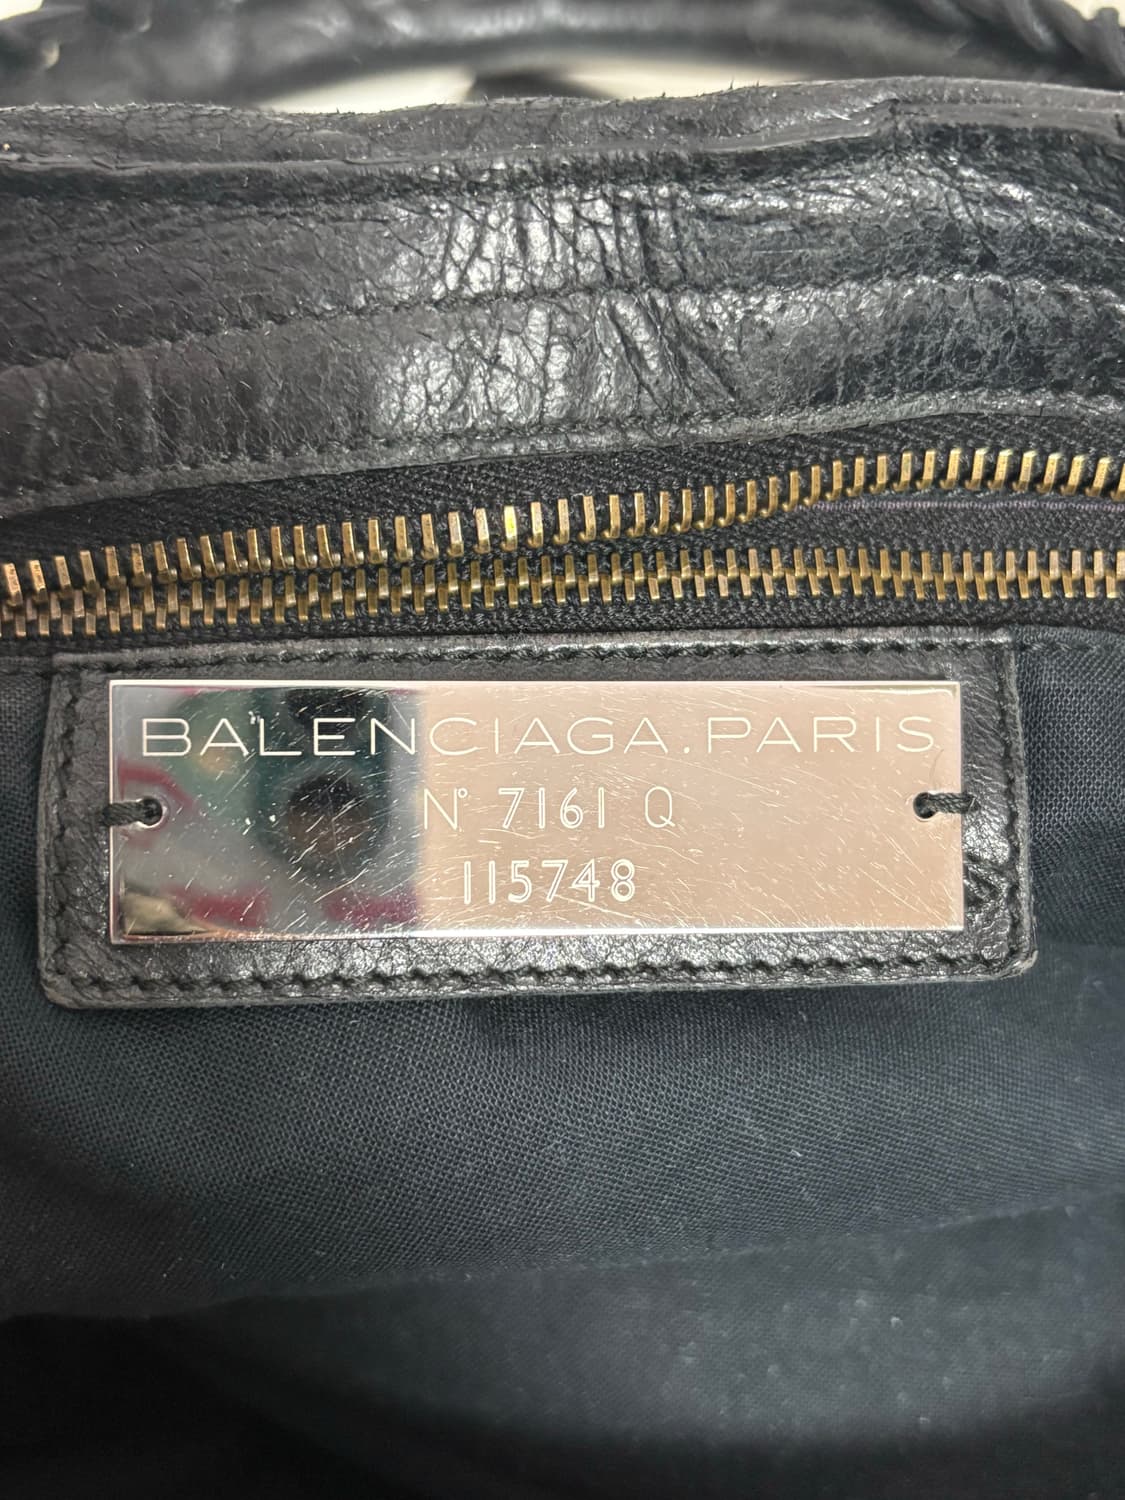 BALENCIAGA.PARIS
N° 7161 Q
115748